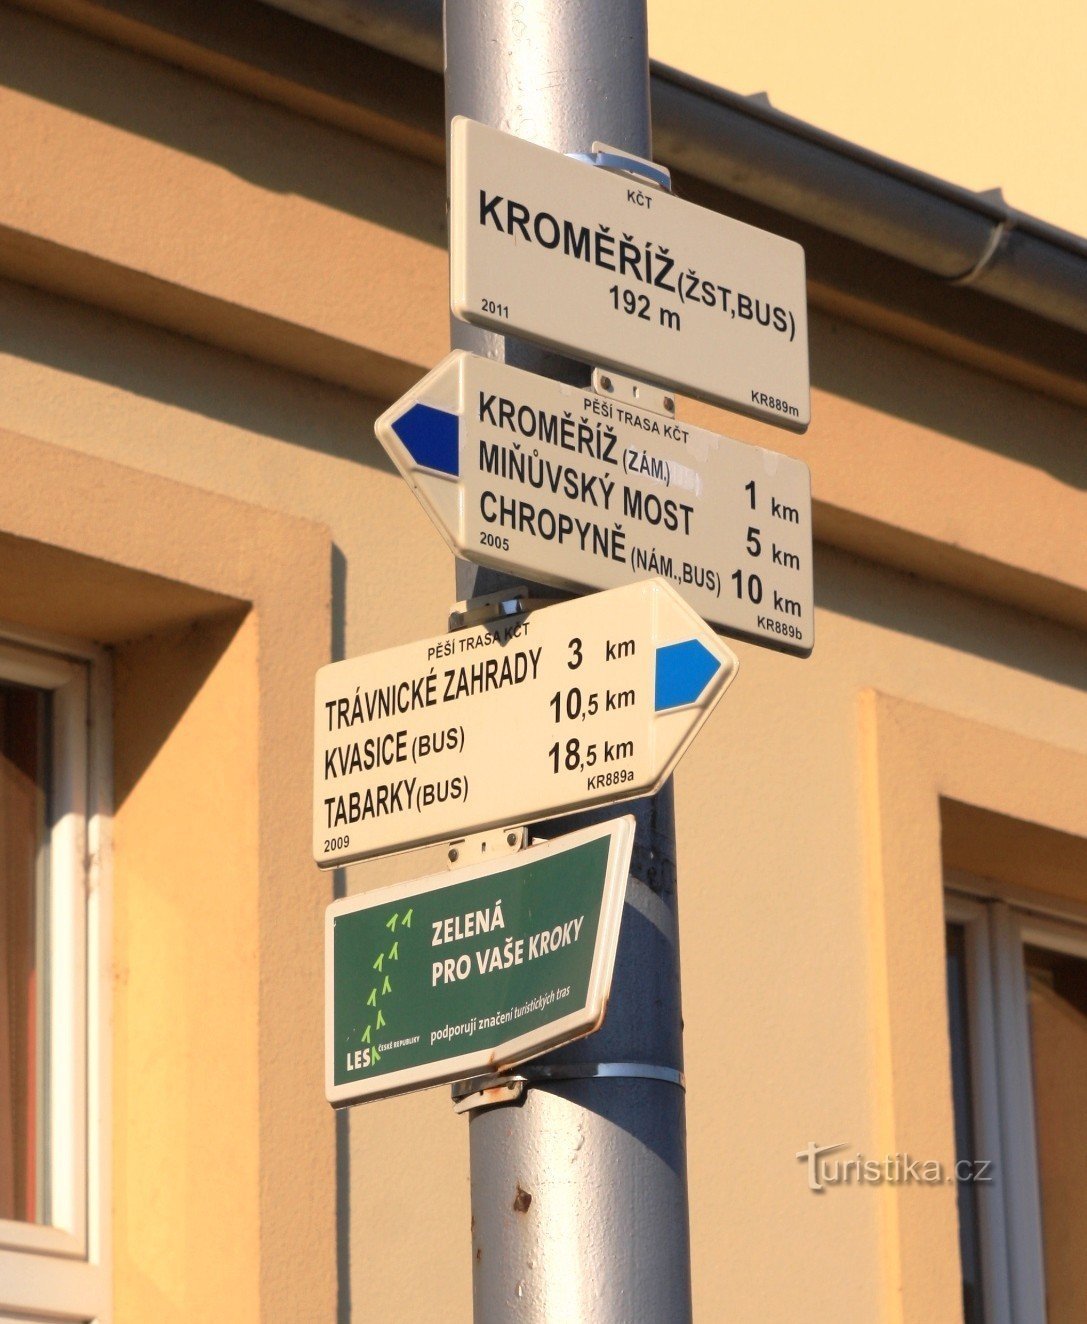 KČT
KROMĚŘÍŽ (ŽST,BUS)
192 m
2011
KR889m
PĚŠÍ TRASA KČT
KROMĚŘÍŽ (ZÁM.) 1 km
MIŇŮVSKÝ MOST 5 km
CHROPYNĚ (NÁM.,BUS) 10 km
2005
KR889b
PĚŠÍ TRASA KČT
TRÁVNICKÉ ZAHRADY 3 km
KVASICE (BUS) 10,5 km
TABARKY (BUS) 18,5 km
2009
KR889a
ZELENÁ
PRO VAŠE KROKY
podporují značení turistických tras
LESY ČESKÉ REPUBLIKY
Turistika.cz